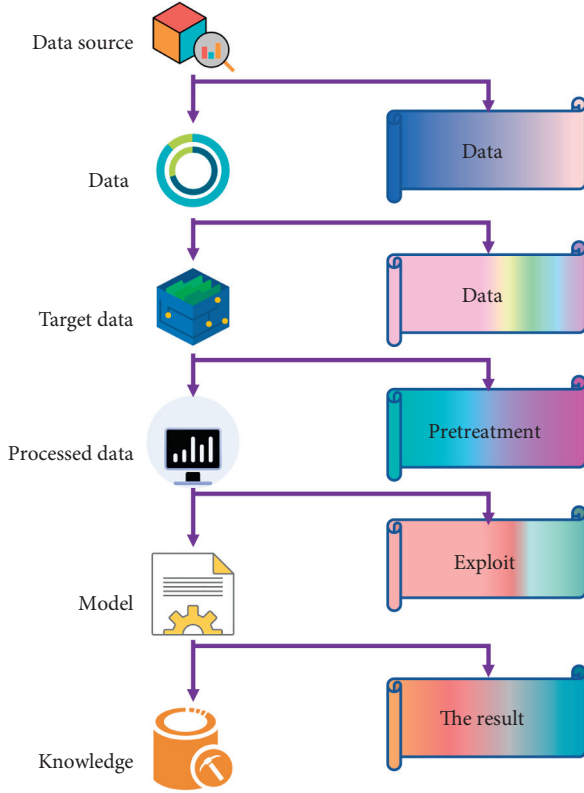 Data source
Data
Data
Target data
Data
Processed data
Pretreatment
Model
Exploit
Knowledge
The result